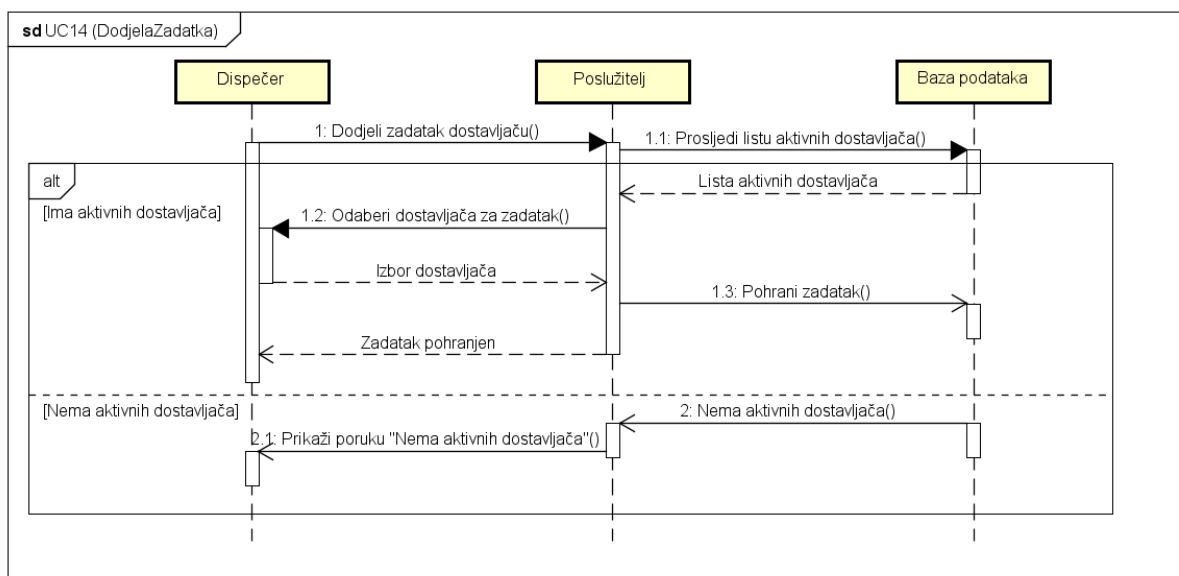 sd UC14 (DodjelaZadatka)
Dispečer
Poslužitelj
Baza podataka
1: Dodjeli zadatak dostavljaču()
1.1: Prosljedi listu aktivnih dostavljača()
alt
Lista aktivnih dostavljača
[Ima aktivnih dostavljača]
1.2: Odaberi dostavljača za zadatak()
Izbor dostavljača
1.3: Pohrani zadatak()
Zadatak pohranjen
[Nema aktivnih dostavljača]
2: Nema aktivnih dostavljača()
2.1: Prikaži poruku "Nema aktivnih dostavljača"()